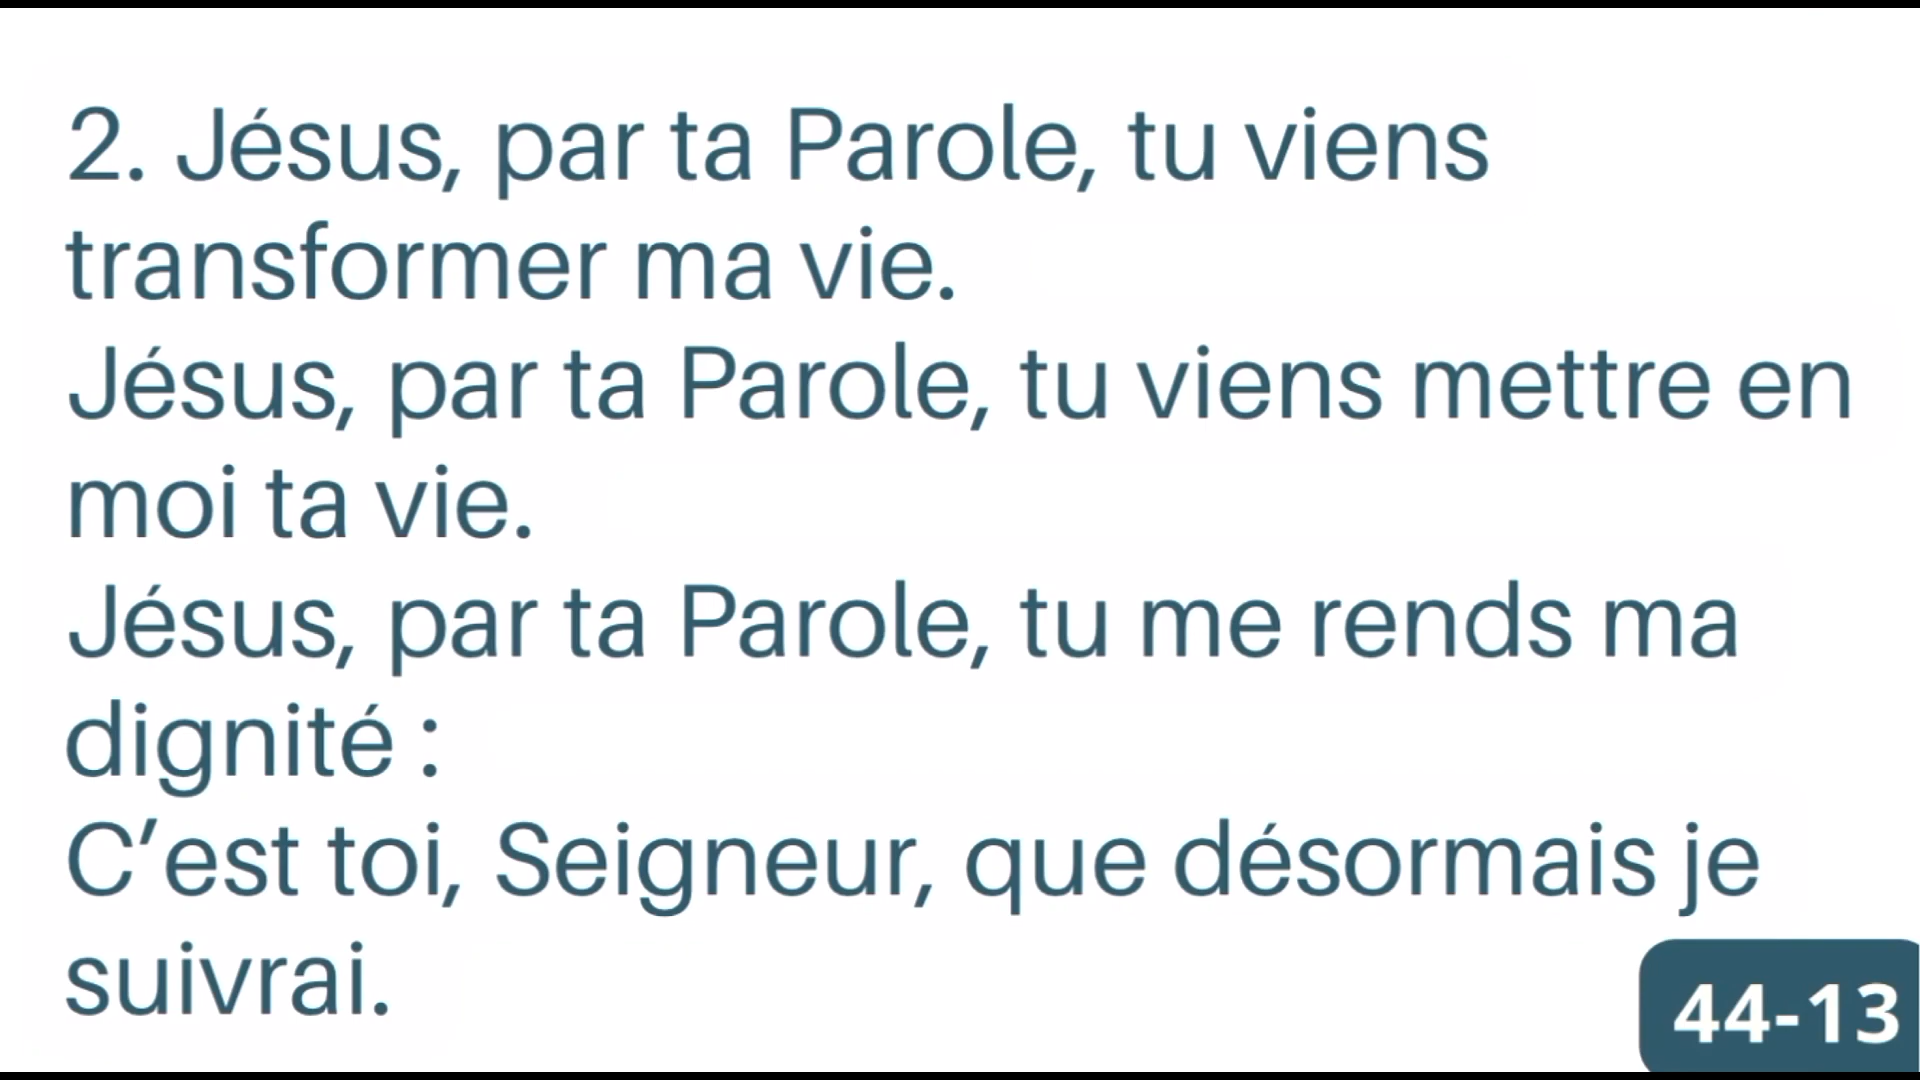 2. Jésus, par ta Parole, tu viens
transformer ma vie.
Jésus, par ta Parole, tu viens mettre en
moi ta vie.
Jésus, par ta Parole, tu me rends ma
dignité :
C’est toi, Seigneur, que désormais je
suivrai.
44-13